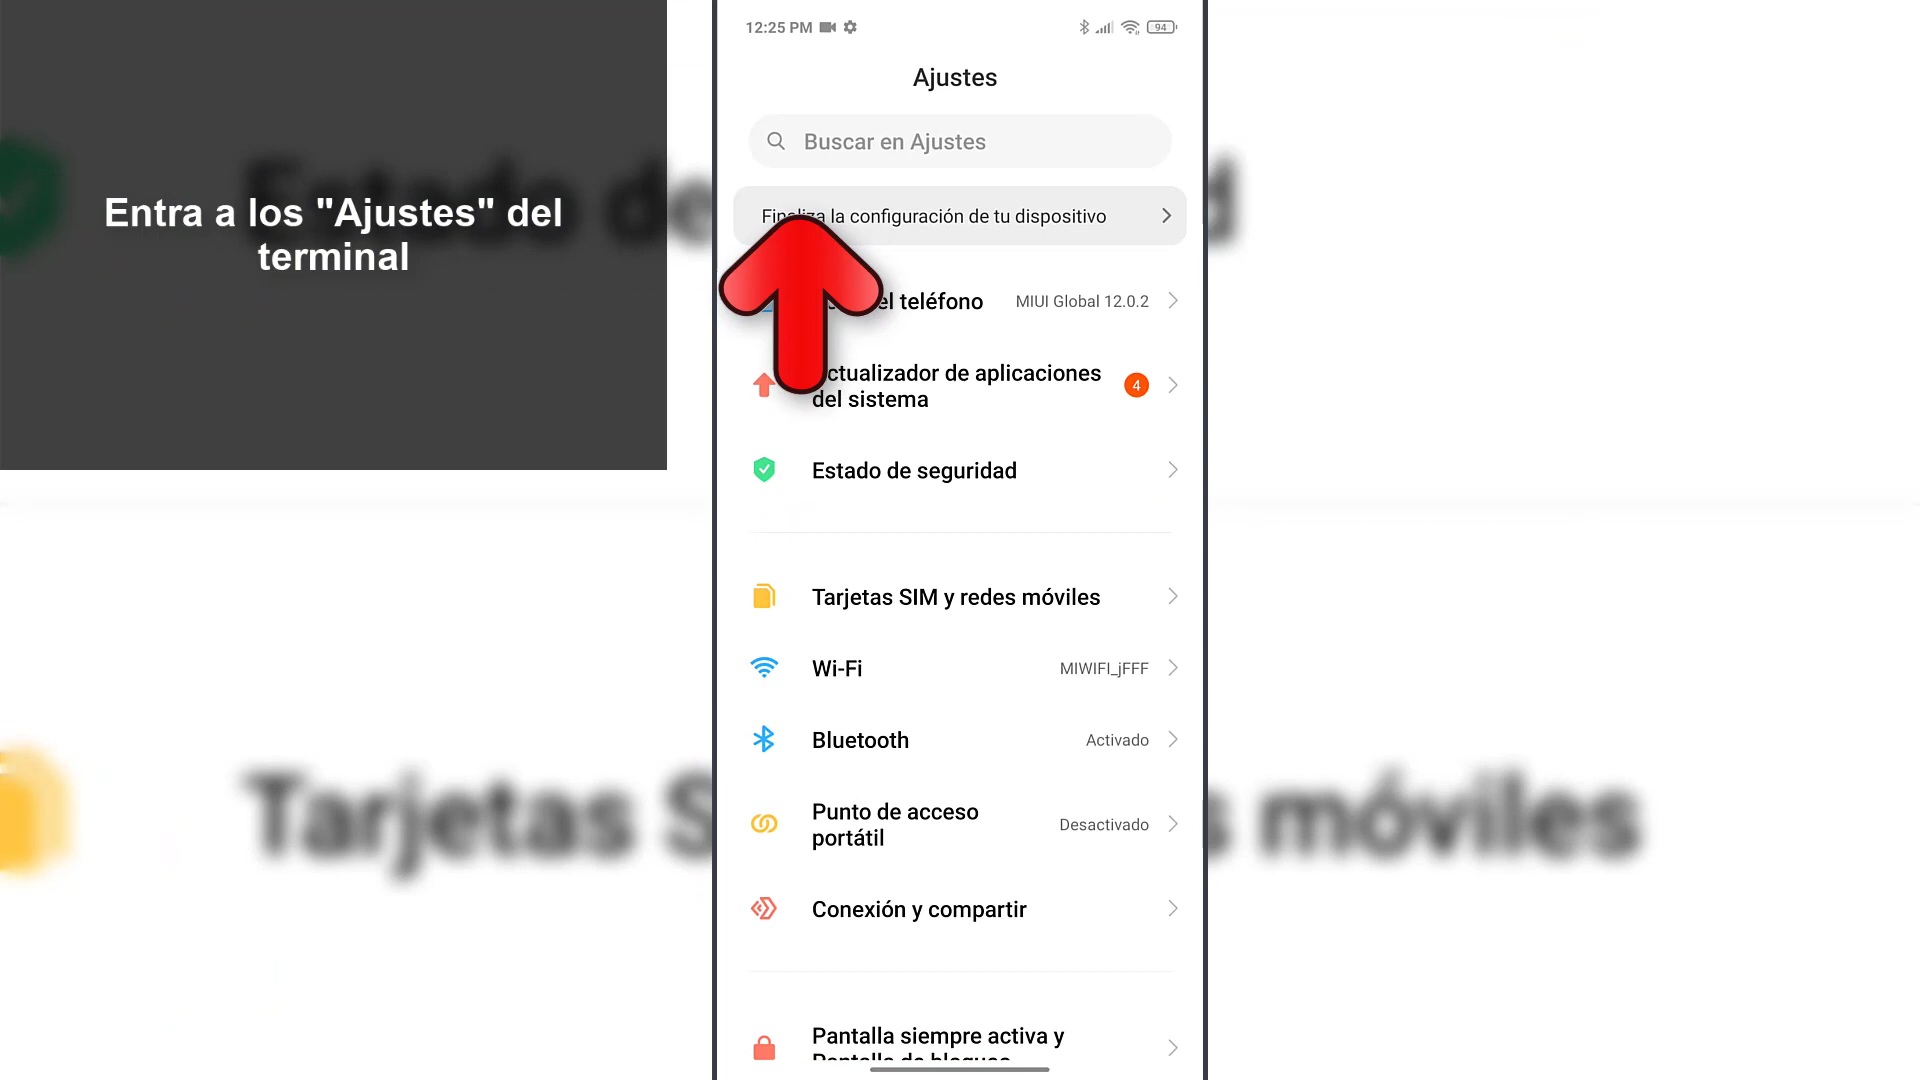 Entra a los "Ajustes" del
terminal
12:25 PM
94
Ajustes
Buscar en Ajustes
la configuración de tu dispositivo
teléfono
MIUI Global 12.0.2
ctualizador de aplicaciones
del sistema
4
Estado de seguridad
Tarjetas SIM y redes móviles
Wi-Fi
MIWIFI_jFFF
Bluetooth
Activado
Punto de acceso
portátil
Desactivado
Conexión y compartir
Pantalla siempre activa y
Estado de
d
Tarjetas S
s móviles